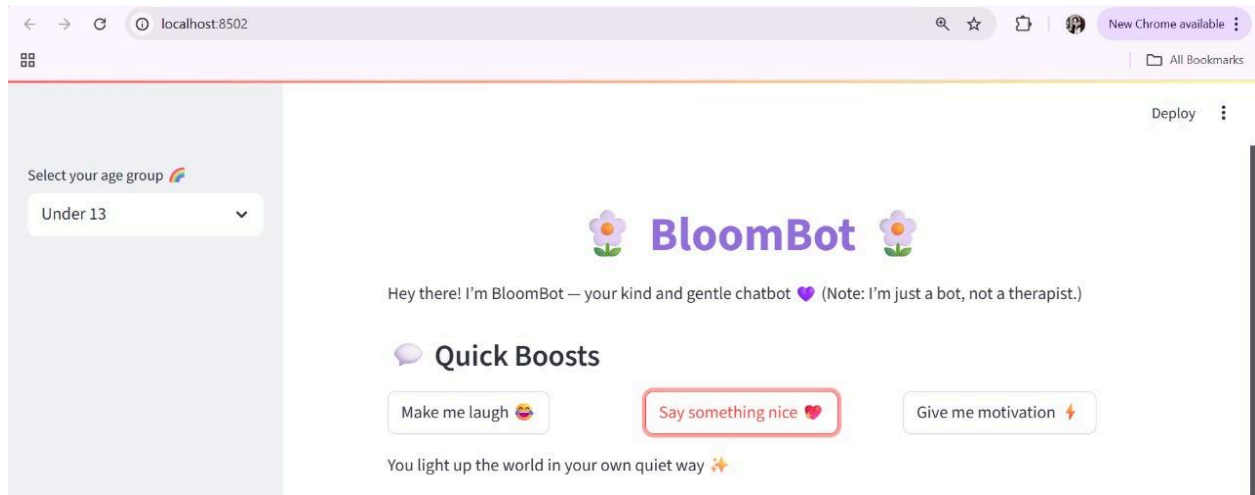 localhost:8502
New Chrome available
All Bookmarks
Deploy
Select your age group 🌈
Under 13
🌸 BloomBot 🌸
Hey there! I'm BloomBot — your kind and gentle chatbot 💜 (Note: I'm just a bot, not a therapist.)
💬 Quick Boosts
Make me laugh 😂
Say something nice 💖
Give me motivation ⚡
You light up the world in your own quiet way ✨